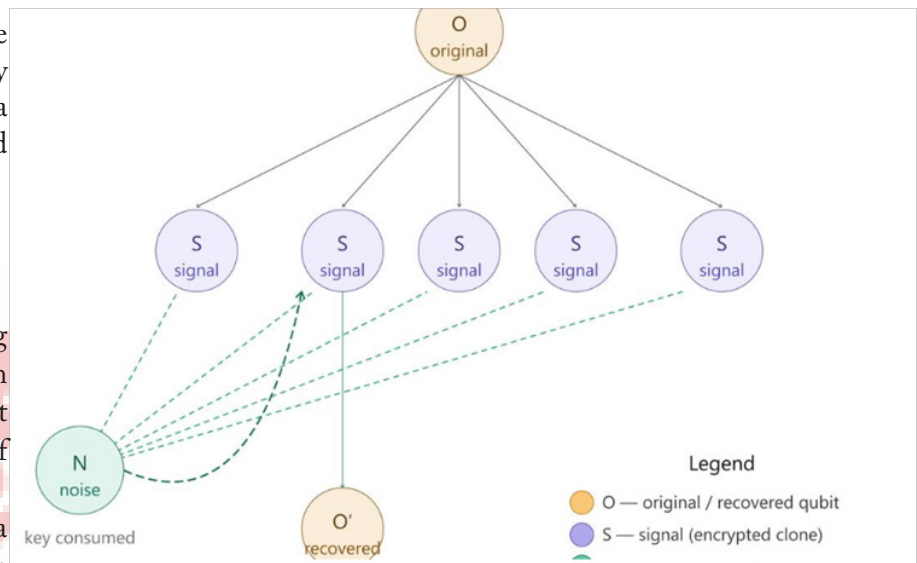 O
original
S
signal
S
signal
S
signal
S
signal
S
signal
N
noise
key consumed
O'
recovered
Legend
O — original / recovered qubit
S — signal (encrypted clone)